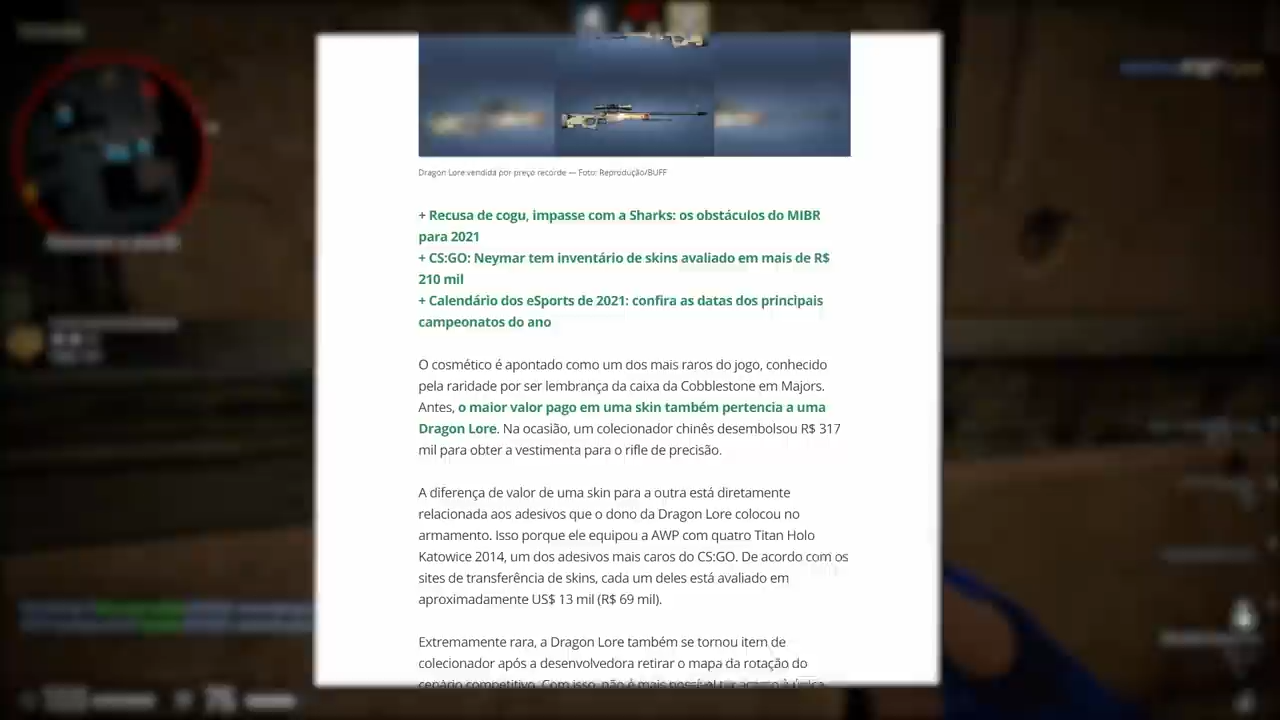 Dragon Lore vendida por preço recorde — Foto: Reprodução/BUFF
+ Recusa de cogu, impasse com a Sharks: os obstáculos do MIBR
para 2021
+ CS:GO: Neymar tem inventário de skins avaliado em mais de R$
210 mil
+ Calendário dos eSports de 2021: confira as datas dos principais
campeonatos do ano
O cosmético é apontado como um dos mais raros do jogo, conhecido
pela raridade por ser lembrança da caixa da Cobblestone em Majors.
Antes, o maior valor pago em uma skin também pertencia a uma
Dragon Lore. Na ocasião, um colecionador chinês desembolsou R$ 317
mil para obter a vestimenta para o rifle de precisão.
A diferença de valor de uma skin para a outra está diretamente
relacionada aos adesivos que o dono da Dragon Lore colocou no
armamento. Isso porque ele equipou a AWP com quatro Titan Holo
Katowice 2014, um dos adesivos mais caros do CS:GO. De acordo com os
sites de transferência de skins, cada um deles está avaliado em
aproximadamente US$ 13 mil (R$ 69 mil).
Extremamente rara, a Dragon Lore também se tornou item de
colecionador após a desenvolvedora retirar o mapa da rotação do
cenário competitivo. Com isso, não é mais possível